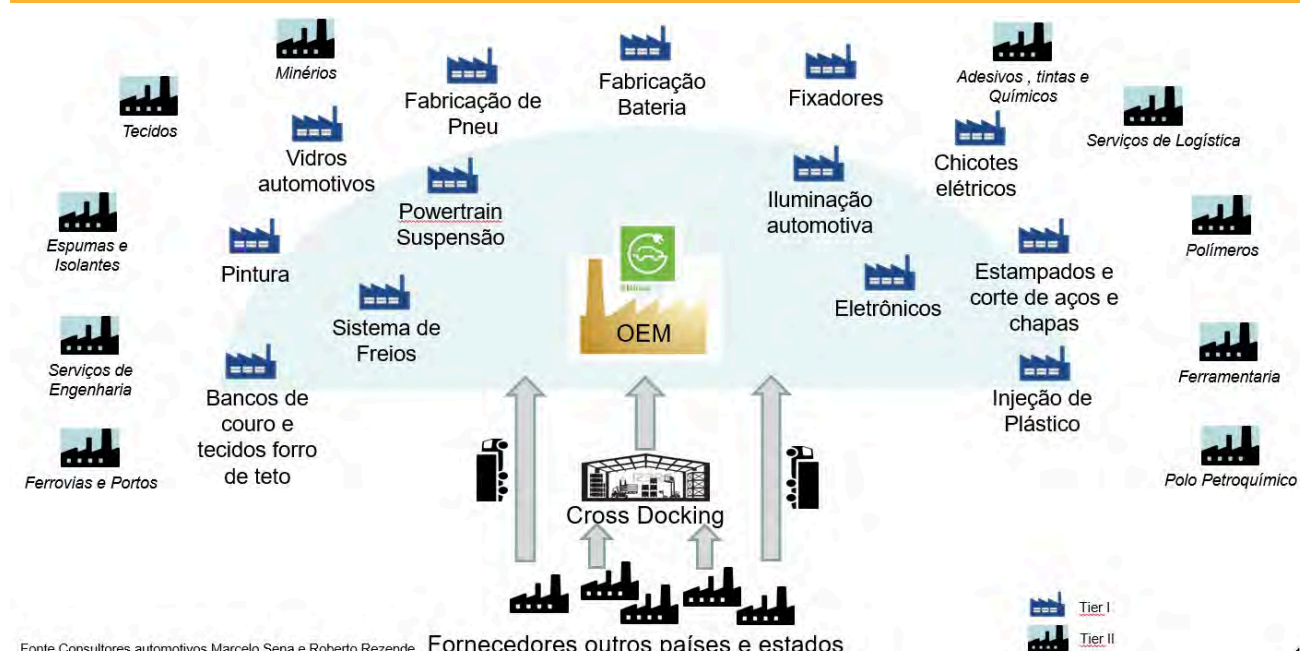 Minérios
Tecidos
Fabricação de
Pneu
Fabricação
Bateria
Fixadores
Adesivos , tintas e
Químicos
Serviços de Logística
Vidros
automotivos
Chicotes
elétricos
Powertrain
Suspensão
Iluminação
automotiva
Espumas e
Isolantes
Pintura
Polímeros
Estampados e
corte de aços e
chapas
Sistema de
Freios
Eletrônicos
OEM
Serviços de
Engenharia
Bancos de
couro e
tecidos forro
de teto
Injeção de
Plástico
Ferramentaria
Ferrovias e Portos
Polo Petroquímico
Cross Docking
Tier I
Tier II
Fonte Consultores automotivos Marcelo Sena e Roberto Rezende
Fornecedores outros países e estados